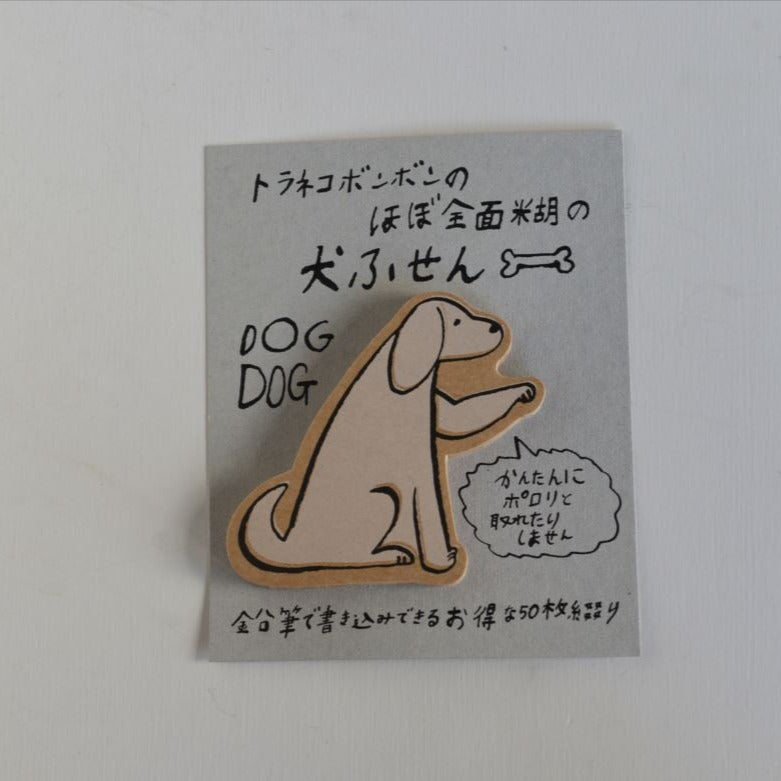 トラネコボンボンの
ほぼ全面糊の
犬ふせん
DOG
DOG
かんたんに
ポロリと
取れたり
しません
鉛筆で書き込みできるお得な50枚綴り